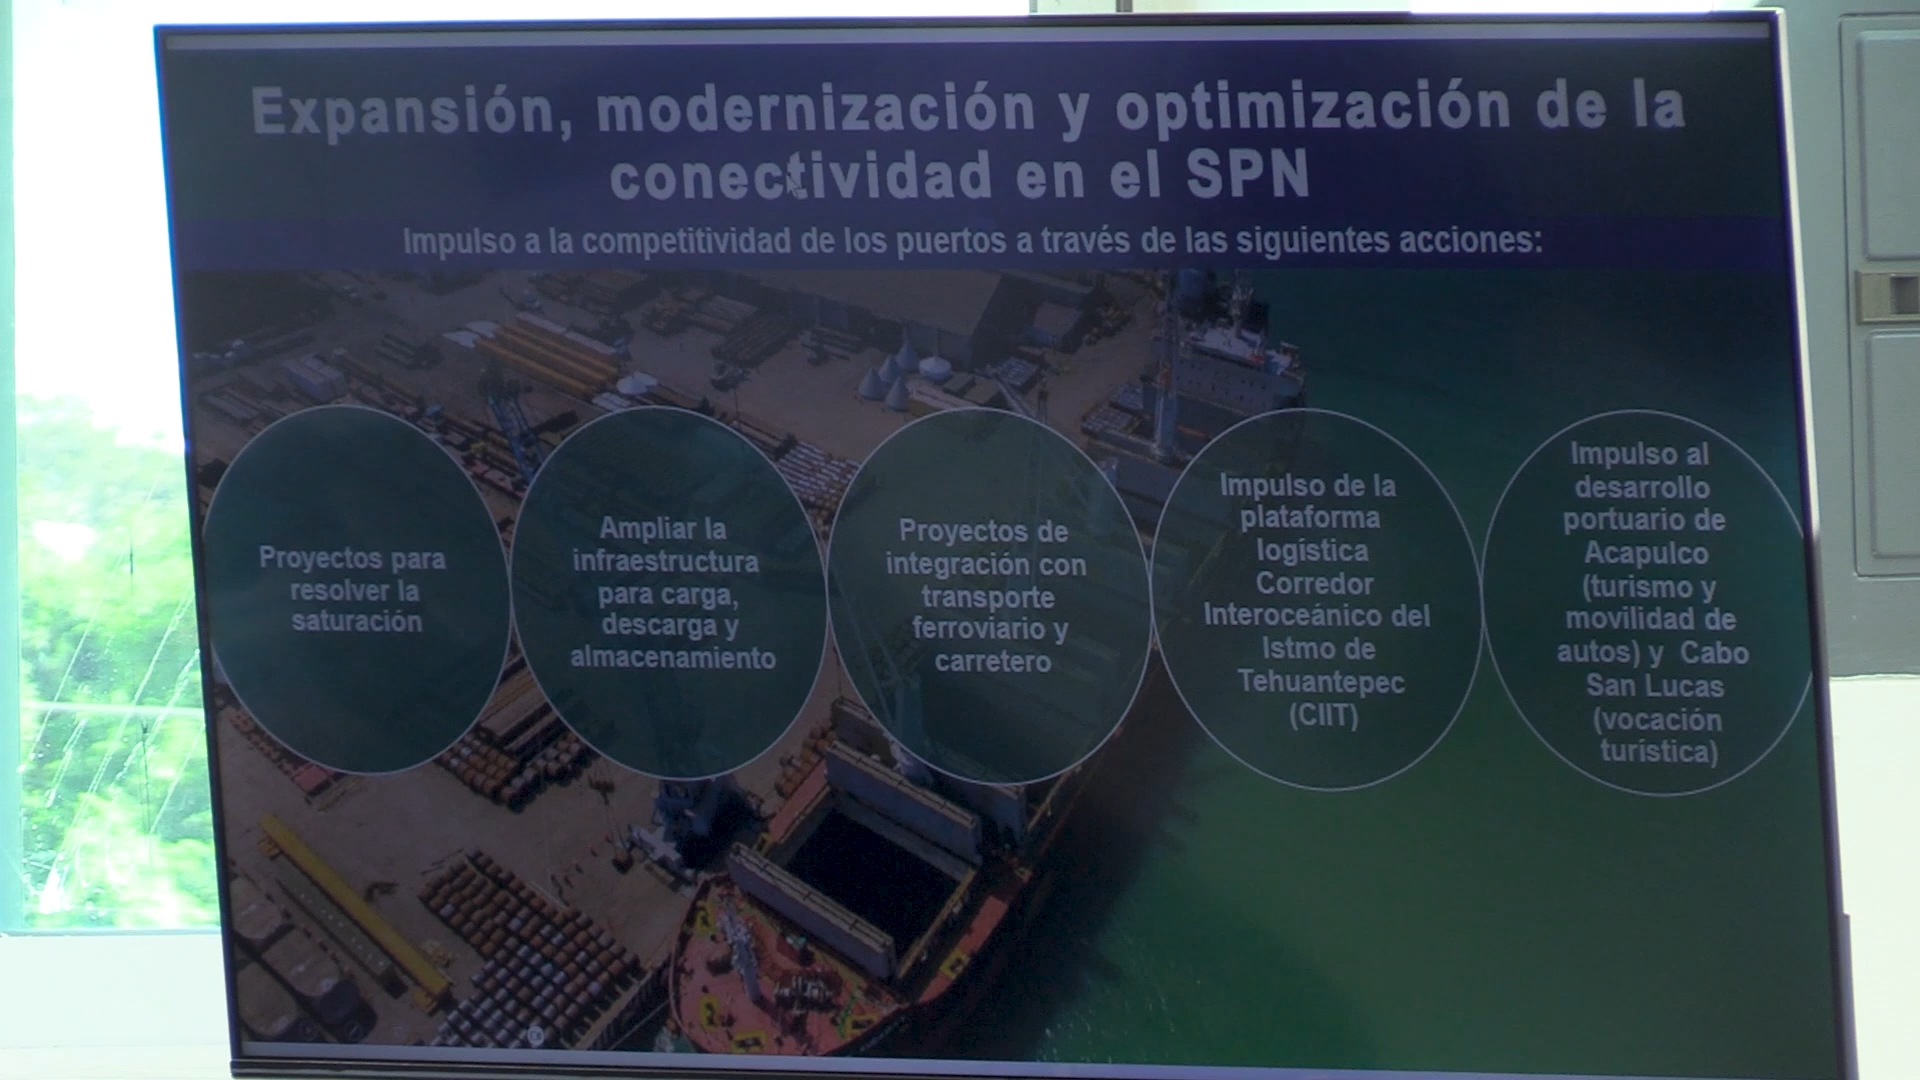 Expansión, modernización y optimización de la
conectividad en el SPN
Impulso a la competitividad de los puertos a través de las siguientes acciones:
Proyectos para
resolver la
saturación
Ampliar la
infraestructura
para carga,
descarga y
almacenamiento
Proyectos de
integración con
transporte
ferroviario y
carretero
Impulso de la
plataforma
logística
Corredor
Interoceánico del
Istmo de
Tehuantepec
(CIIT)
Impulso al
desarrollo
portuario de
Acapulco
(turismo y
movilidad de
autos) y Cabo
San Lucas
(vocación
turística)